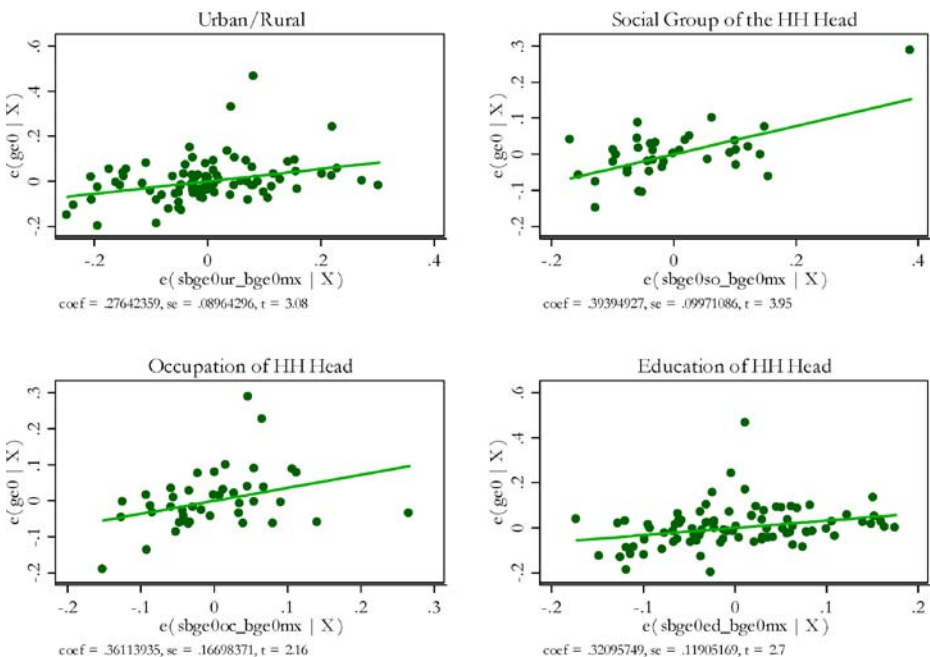 Urban/Rural
e( ge0 | X )
.6
.4
.2
0
-.2
-.2
0
.2
.4
e( sbge0ur_bge0mx | X )
coef = .27642359, se = .08964296, t = 3.08
Social Group of the HH Head
e( ge0 | X )
.3
.2
.1
0
-.1
-.2
-.2
0
.2
.4
e( sbge0so_bge0mx | X )
coef = .39394927, se = .09971086, t = 3.95
Occupation of HH Head
e( ge0 | X )
.3
.2
.1
0
-.1
-.2
-.2
-.1
0
.1
.2
.3
e( sbge0oc_bge0mx | X )
coef = .36113935, se = .16698371, t = 2.16
Education of HH Head
e( ge0 | X )
.6
.4
.2
0
-.2
-.2
-.1
0
.1
.2
e( sbge0ed_bge0mx | X )
coef = .32095749, se = .11905169, t = 2.7